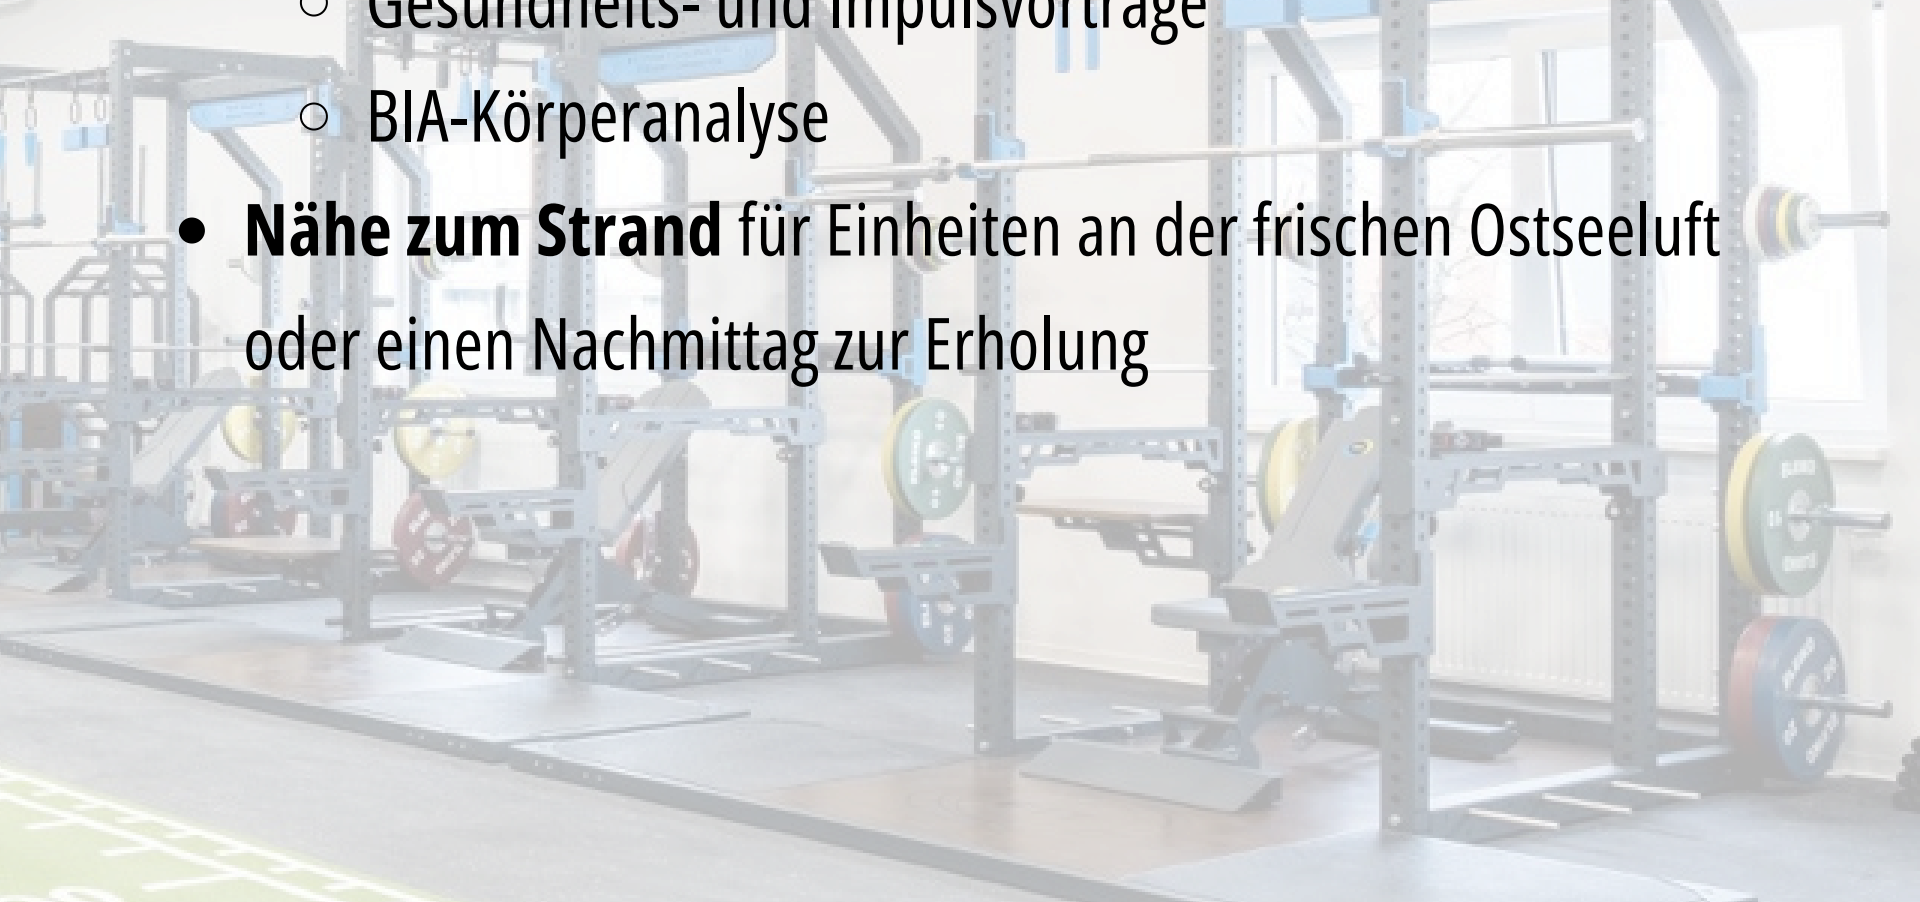 ○ Gesundheits- und Impulsvorträge
○ BIA-Körperanalyse
• Nähe zum Strand für Einheiten an der frischen Ostseeluft
oder einen Nachmittag zur Erholung